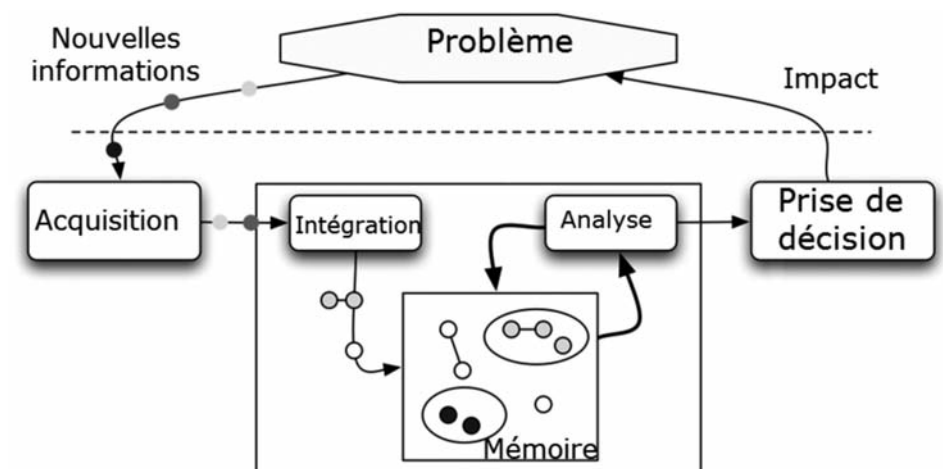 Nouvelles
informations
Problème
Impact
Acquisition
Intégration
Analyse
Prise de
décision
Mémoire